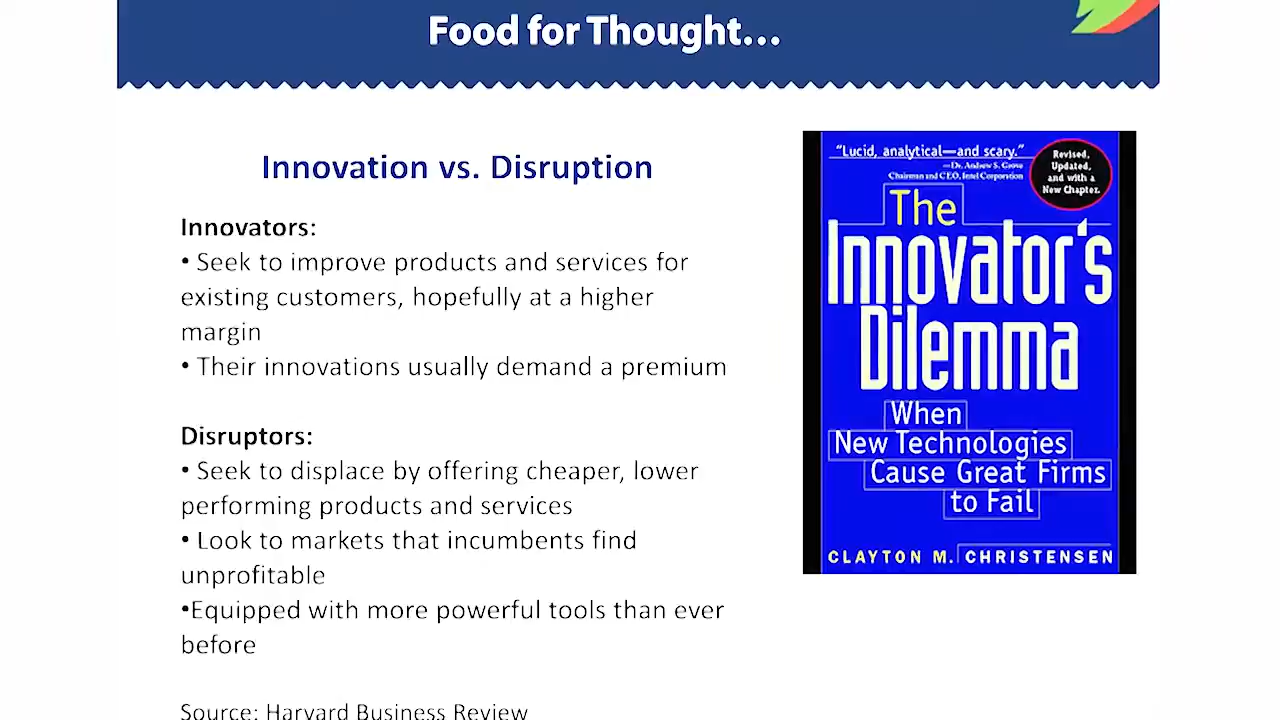 Food for Thought...
Innovation vs. Disruption
Innovators:
• Seek to improve products and services for
existing customers, hopefully at a higher
margin
• Their innovations usually demand a premium
Disruptors:
• Seek to displace by offering cheaper, lower
performing products and services
• Look to markets that incumbents find
unprofitable
•Equipped with more powerful tools than ever
before
Source: Harvard Business Review
“Lucid, analytical—and scary.”
—Dr. Andrew S. Grove
Chairman and CEO, Intel Corporation
Revised,
Updated,
and with a
New Chapter.
The
Innovator's
Dilemma
When
New Technologies
Cause Great Firms
to Fail
CLAYTON M. CHRISTENSEN